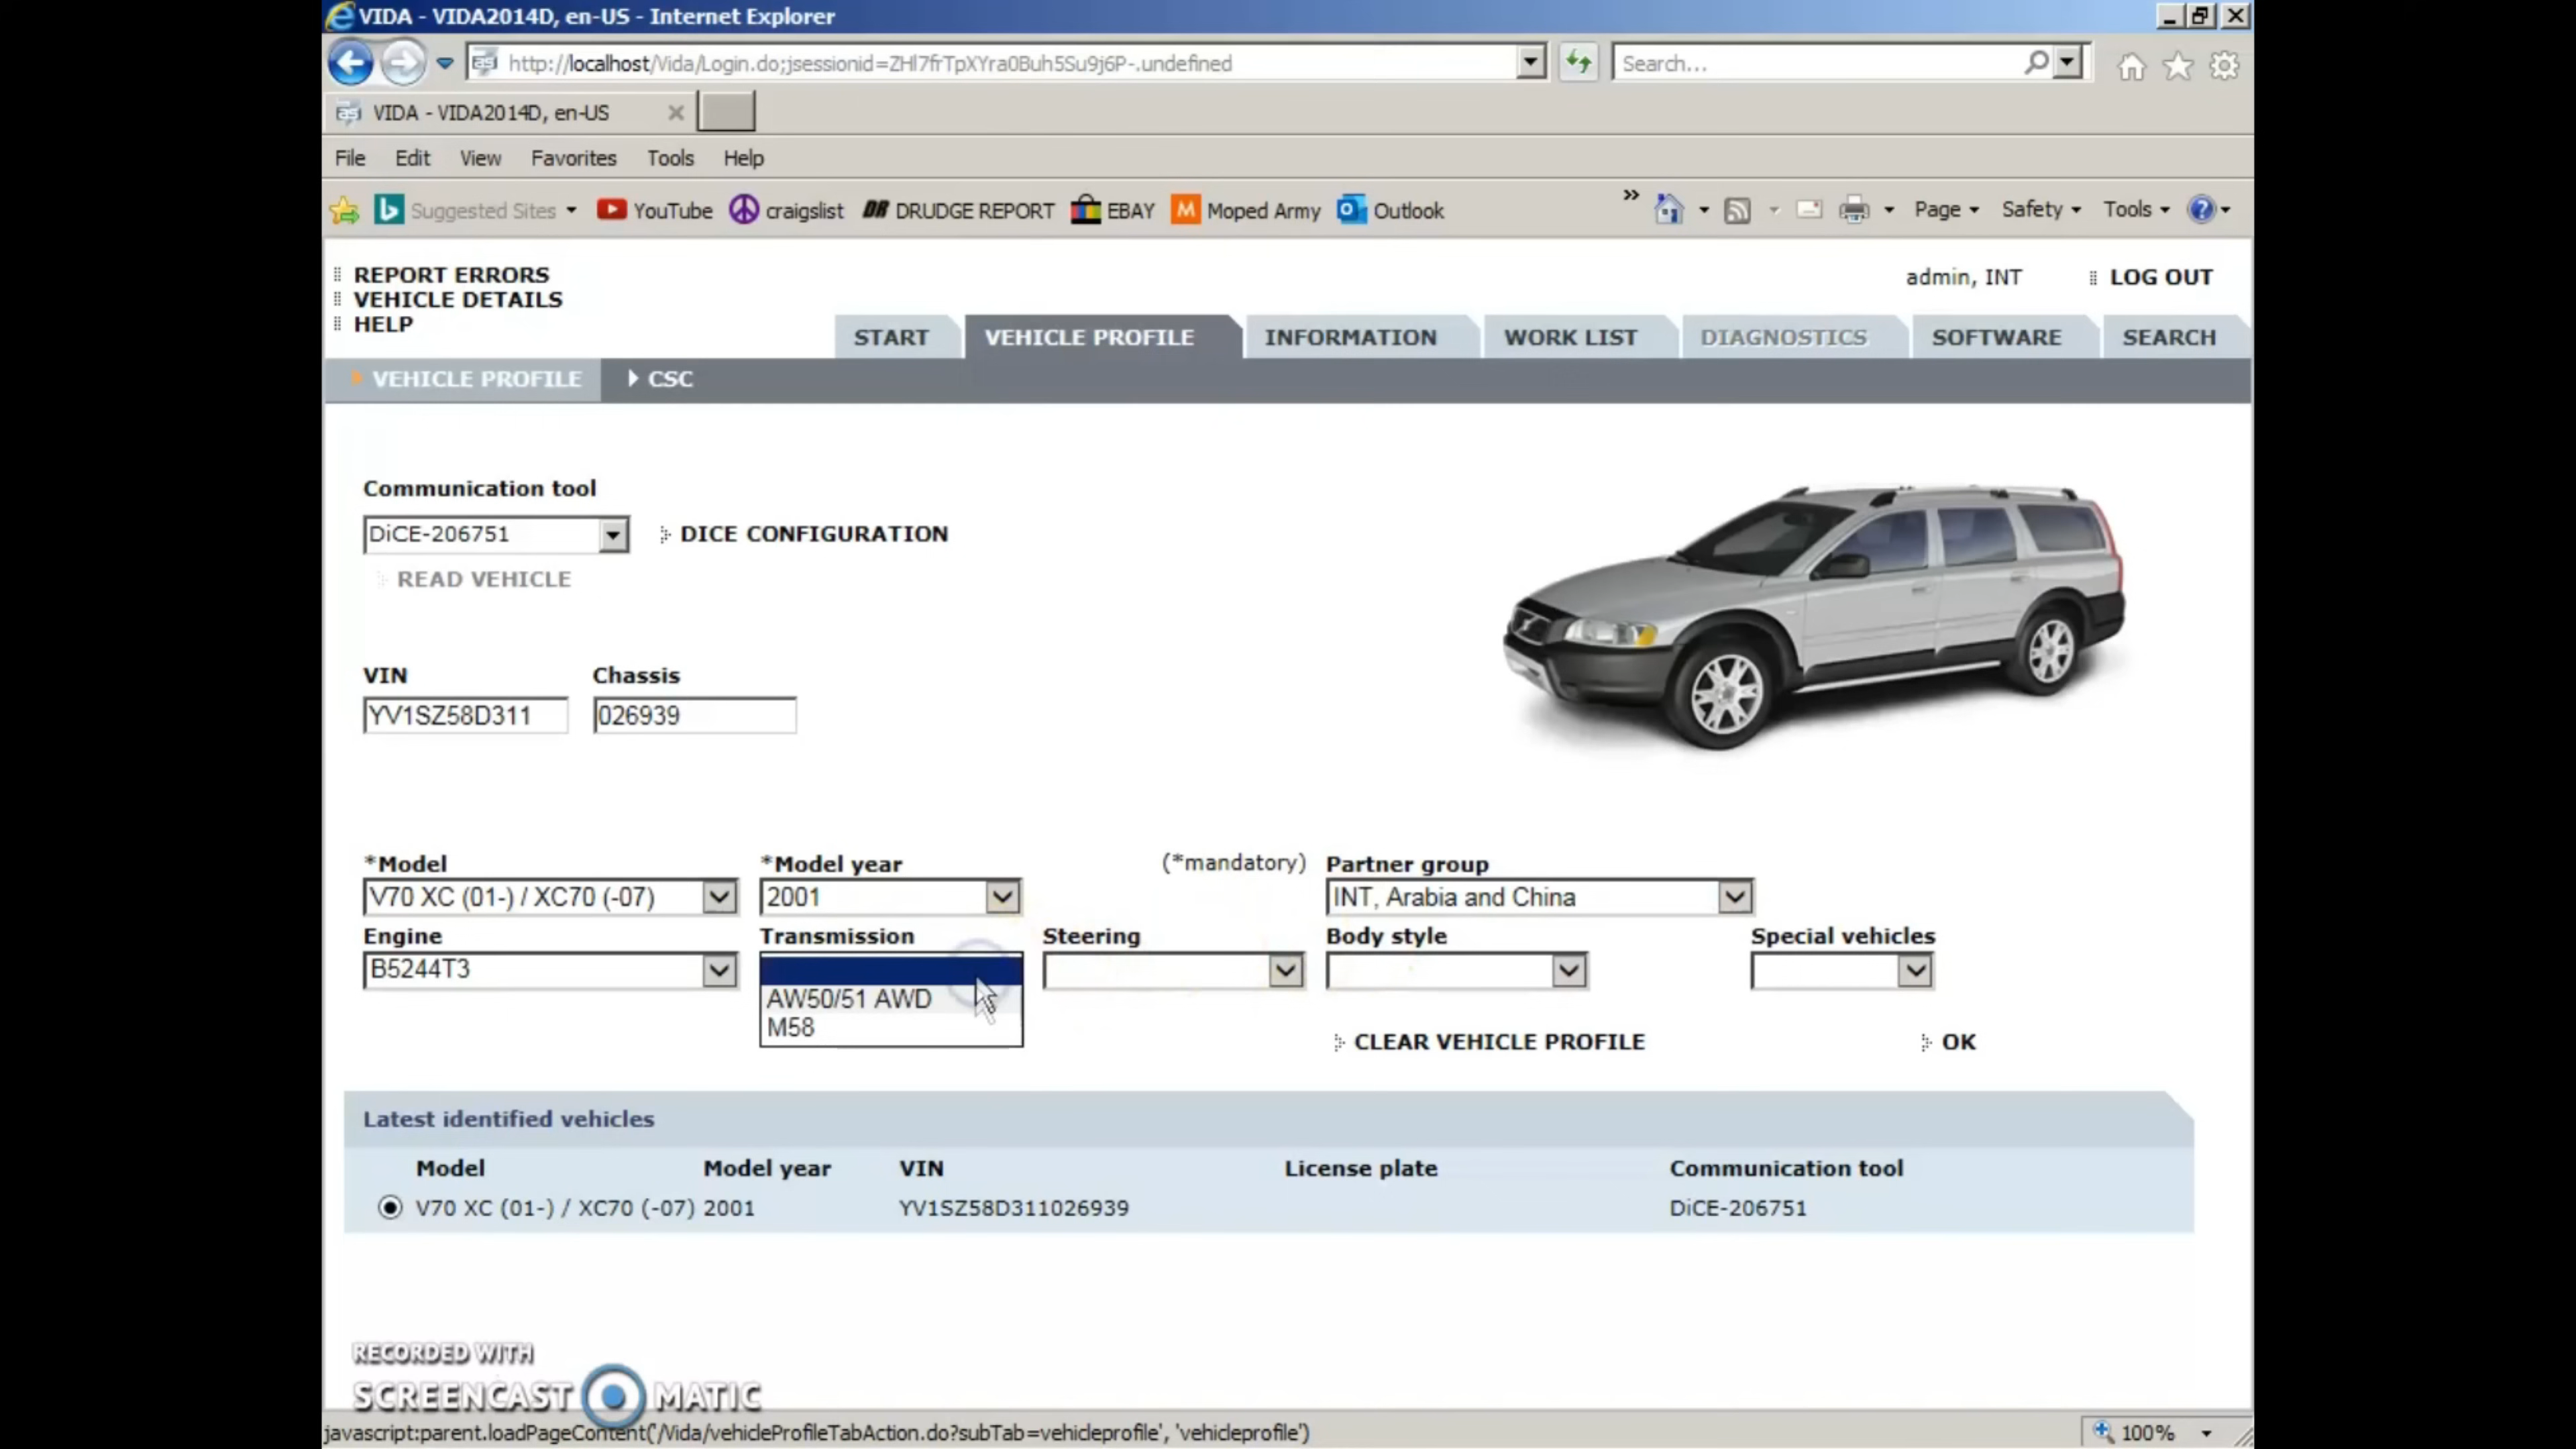 VIDA - VIDA2014D, en-US - Internet Explorer
http://localhost/Vida/Login.do;jsessionid=ZHl7frTpXYra0Buh5Su9j6P-.undefined
Search...
VIDA - VIDA2014D, en-US
File Edit View Favorites Tools Help
Suggested Sites YouTube craigslist DR DRUDGE REPORT EBAY M Moped Army Outlook » Page Safety Tools
REPORT ERRORS
VEHICLE DETAILS
HELP
admin, INT LOG OUT
START VEHICLE PROFILE INFORMATION WORK LIST DIAGNOSTICS SOFTWARE SEARCH
VEHICLE PROFILE CSC
Communication tool
DiCE-206751 DICE CONFIGURATION
READ VEHICLE
VIN Chassis
YV1SZ58D311 026939
*Model *Model year (*mandatory) Partner group
V70 XC (01-) / XC70 (-07) 2001 INT, Arabia and China
Engine Transmission Steering Body style Special vehicles
B5244T3
AW50/51 AWD
M58
CLEAR VEHICLE PROFILE OK
Latest identified vehicles
Model Model year VIN License plate Communication tool
V70 XC (01-) / XC70 (-07) 2001 YV1SZ58D311026939 DiCE-206751
RECORDED WITH
SCREENCAST MATIC
javascript:parent.loadPageContent('/Vida/vehicleProfileTabAction.do?subTab=vehicleprofile', 'vehicleprofile')
100%